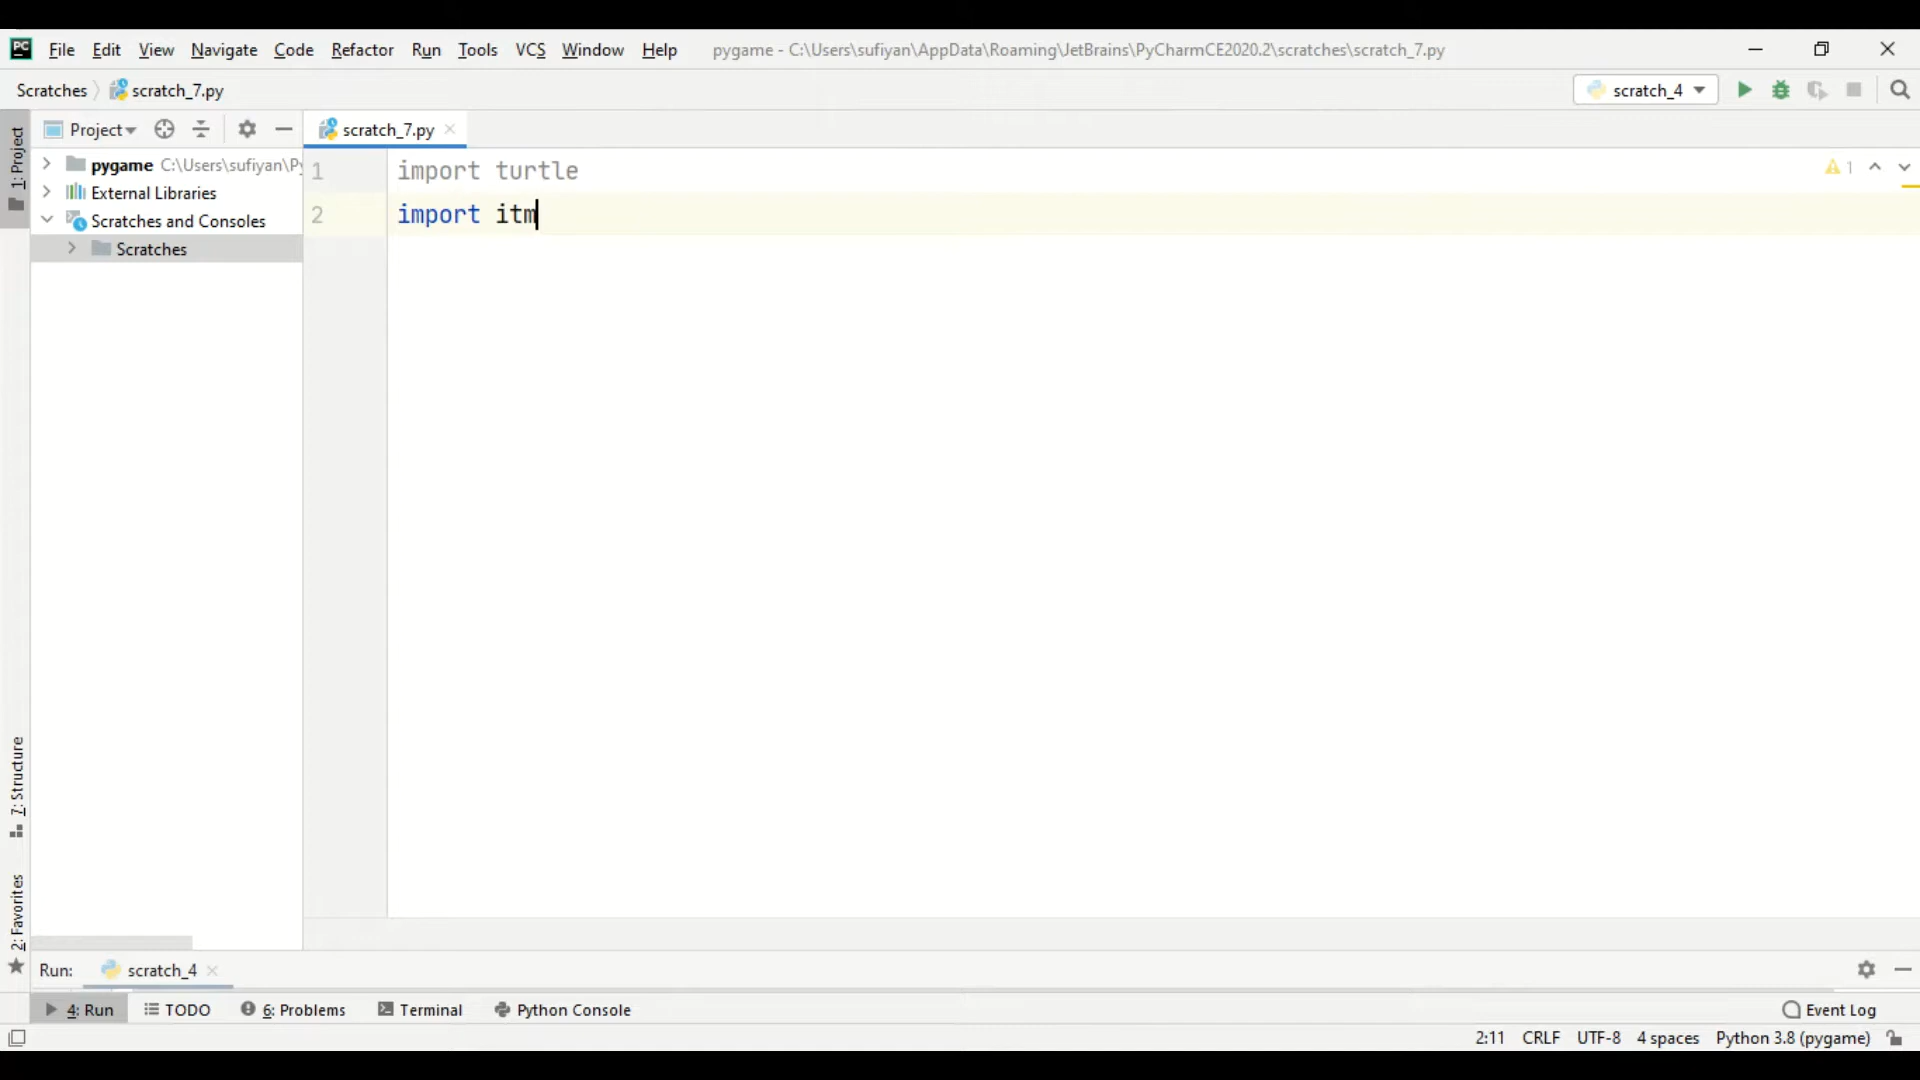 PC File Edit View Navigate Code Refactor Run Tools VCS Window Help pygame - C:\Users\sufiyan\AppData\Roaming\JetBrains\PyCharmCE2020.2\scratches\scratch_7.py
Scratches scratch_7.py scratch_4
1: Project
Project scratch_7.py
pygame C:\Users\sufiyan\Py
External Libraries
Scratches and Consoles
Scratches
1 import turtle
2 import itm
1
7: Structure
2: Favorites
Run: scratch_4
4: Run TODO 6: Problems Terminal Python Console Event Log
2:11 CRLF UTF-8 4 spaces Python 3.8 (pygame)